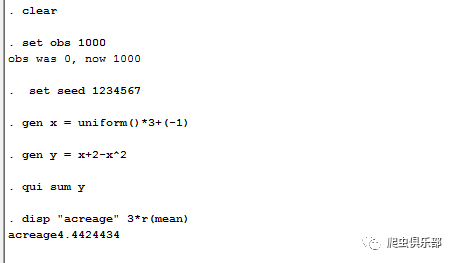 . clear
. set obs 1000
obs was 0, now 1000
.  set seed 1234567
. gen x = uniform()*3+(-1)
. gen y = x+2-x^2
. qui sum y
. disp "acreage" 3*r(mean)
acreage4.4424434
爬虫俱乐部